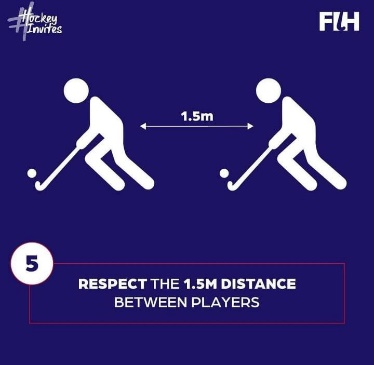 #Hockey
Invites
FIH
1.5m
5
RESPECT THE 1.5M DISTANCE
BETWEEN PLAYERS